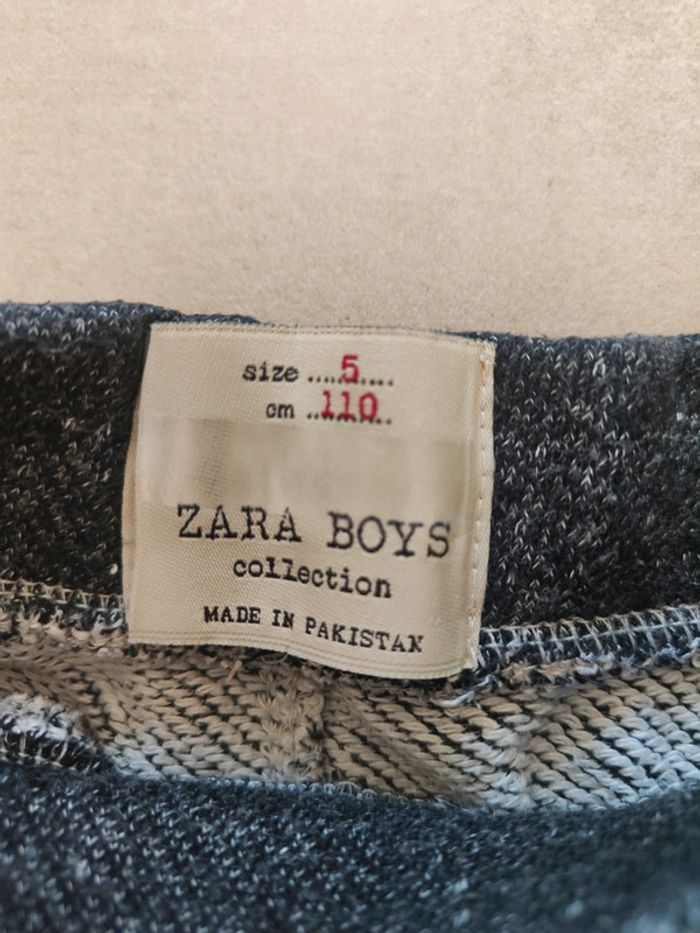 size ....5....
cm ..110..
ZARA BOYS
collection
MADE IN PAKISTAN